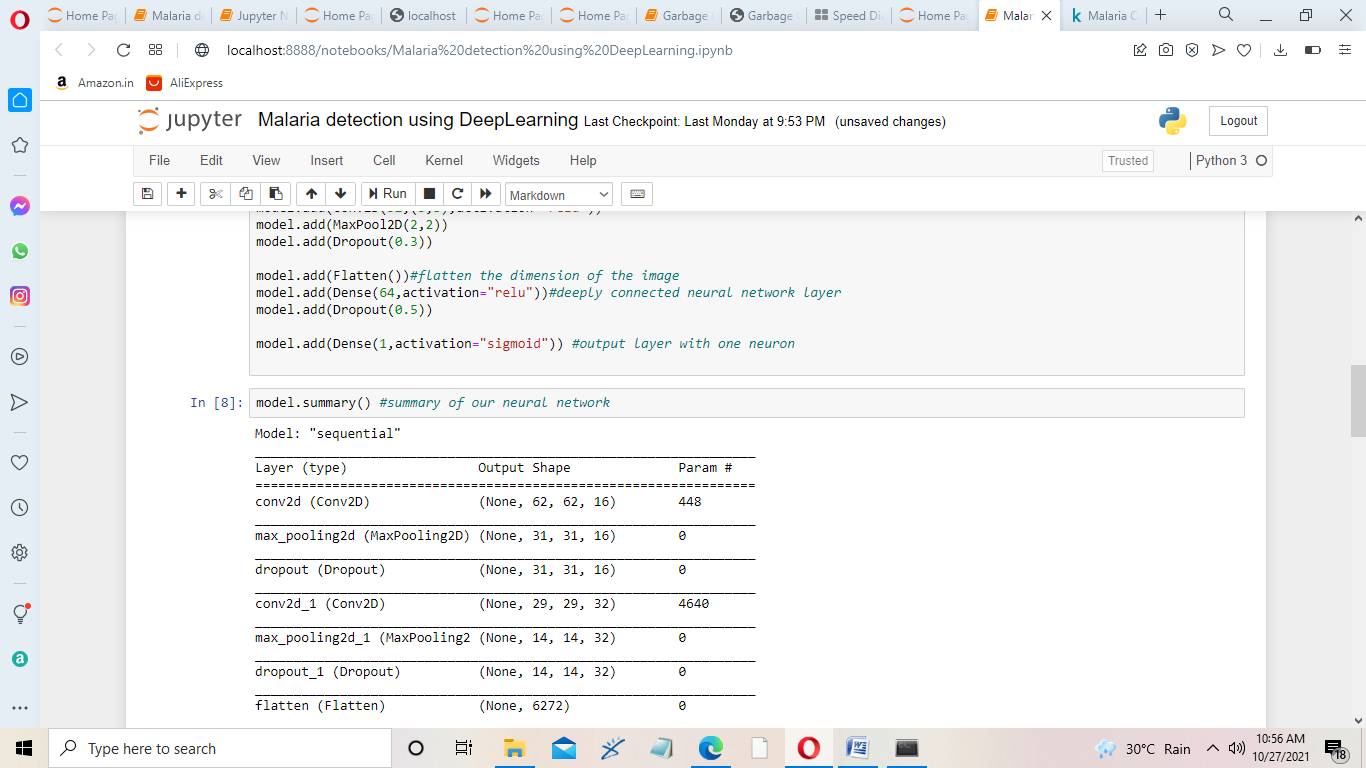 Home Pag
Malaria de
Jupyter N
Home Pag
localhost
Home Pag
Home Pag
Garbage
Garbage
Speed Dia
Home Pag
Malar
Malaria C
localhost:8888/notebooks/Malaria%20detection%20using%20DeepLearning.ipynb
Amazon.in
AliExpress
jupyter Malaria detection using DeepLearning Last Checkpoint: Last Monday at 9:53 PM (unsaved changes)
Logout
File Edit View Insert Cell Kernel Widgets Help
Trusted
Python 3
Run
Markdown
model.add(MaxPool2D(2,2))
model.add(Dropout(0.3))
model.add(Flatten())#flatten the dimension of the image
model.add(Dense(64,activation="relu"))#deeply connected neural network layer
model.add(Dropout(0.5))
model.add(Dense(1,activation="sigmoid")) #output layer with one neuron
In [8]: model.summary() #summary of our neural network
Model: "sequential"
Layer (type) Output Shape Param #
=================================================================
conv2d (Conv2D) (None, 62, 62, 16) 448
max_pooling2d (MaxPooling2D) (None, 31, 31, 16) 0
dropout (Dropout) (None, 31, 31, 16) 0
conv2d_1 (Conv2D) (None, 29, 29, 32) 4640
max_pooling2d_1 (MaxPooling2 (None, 14, 14, 32) 0
dropout_1 (Dropout) (None, 14, 14, 32) 0
flatten (Flatten) (None, 6272) 0
Type here to search
30°C Rain
10:56 AM
10/27/2021
18